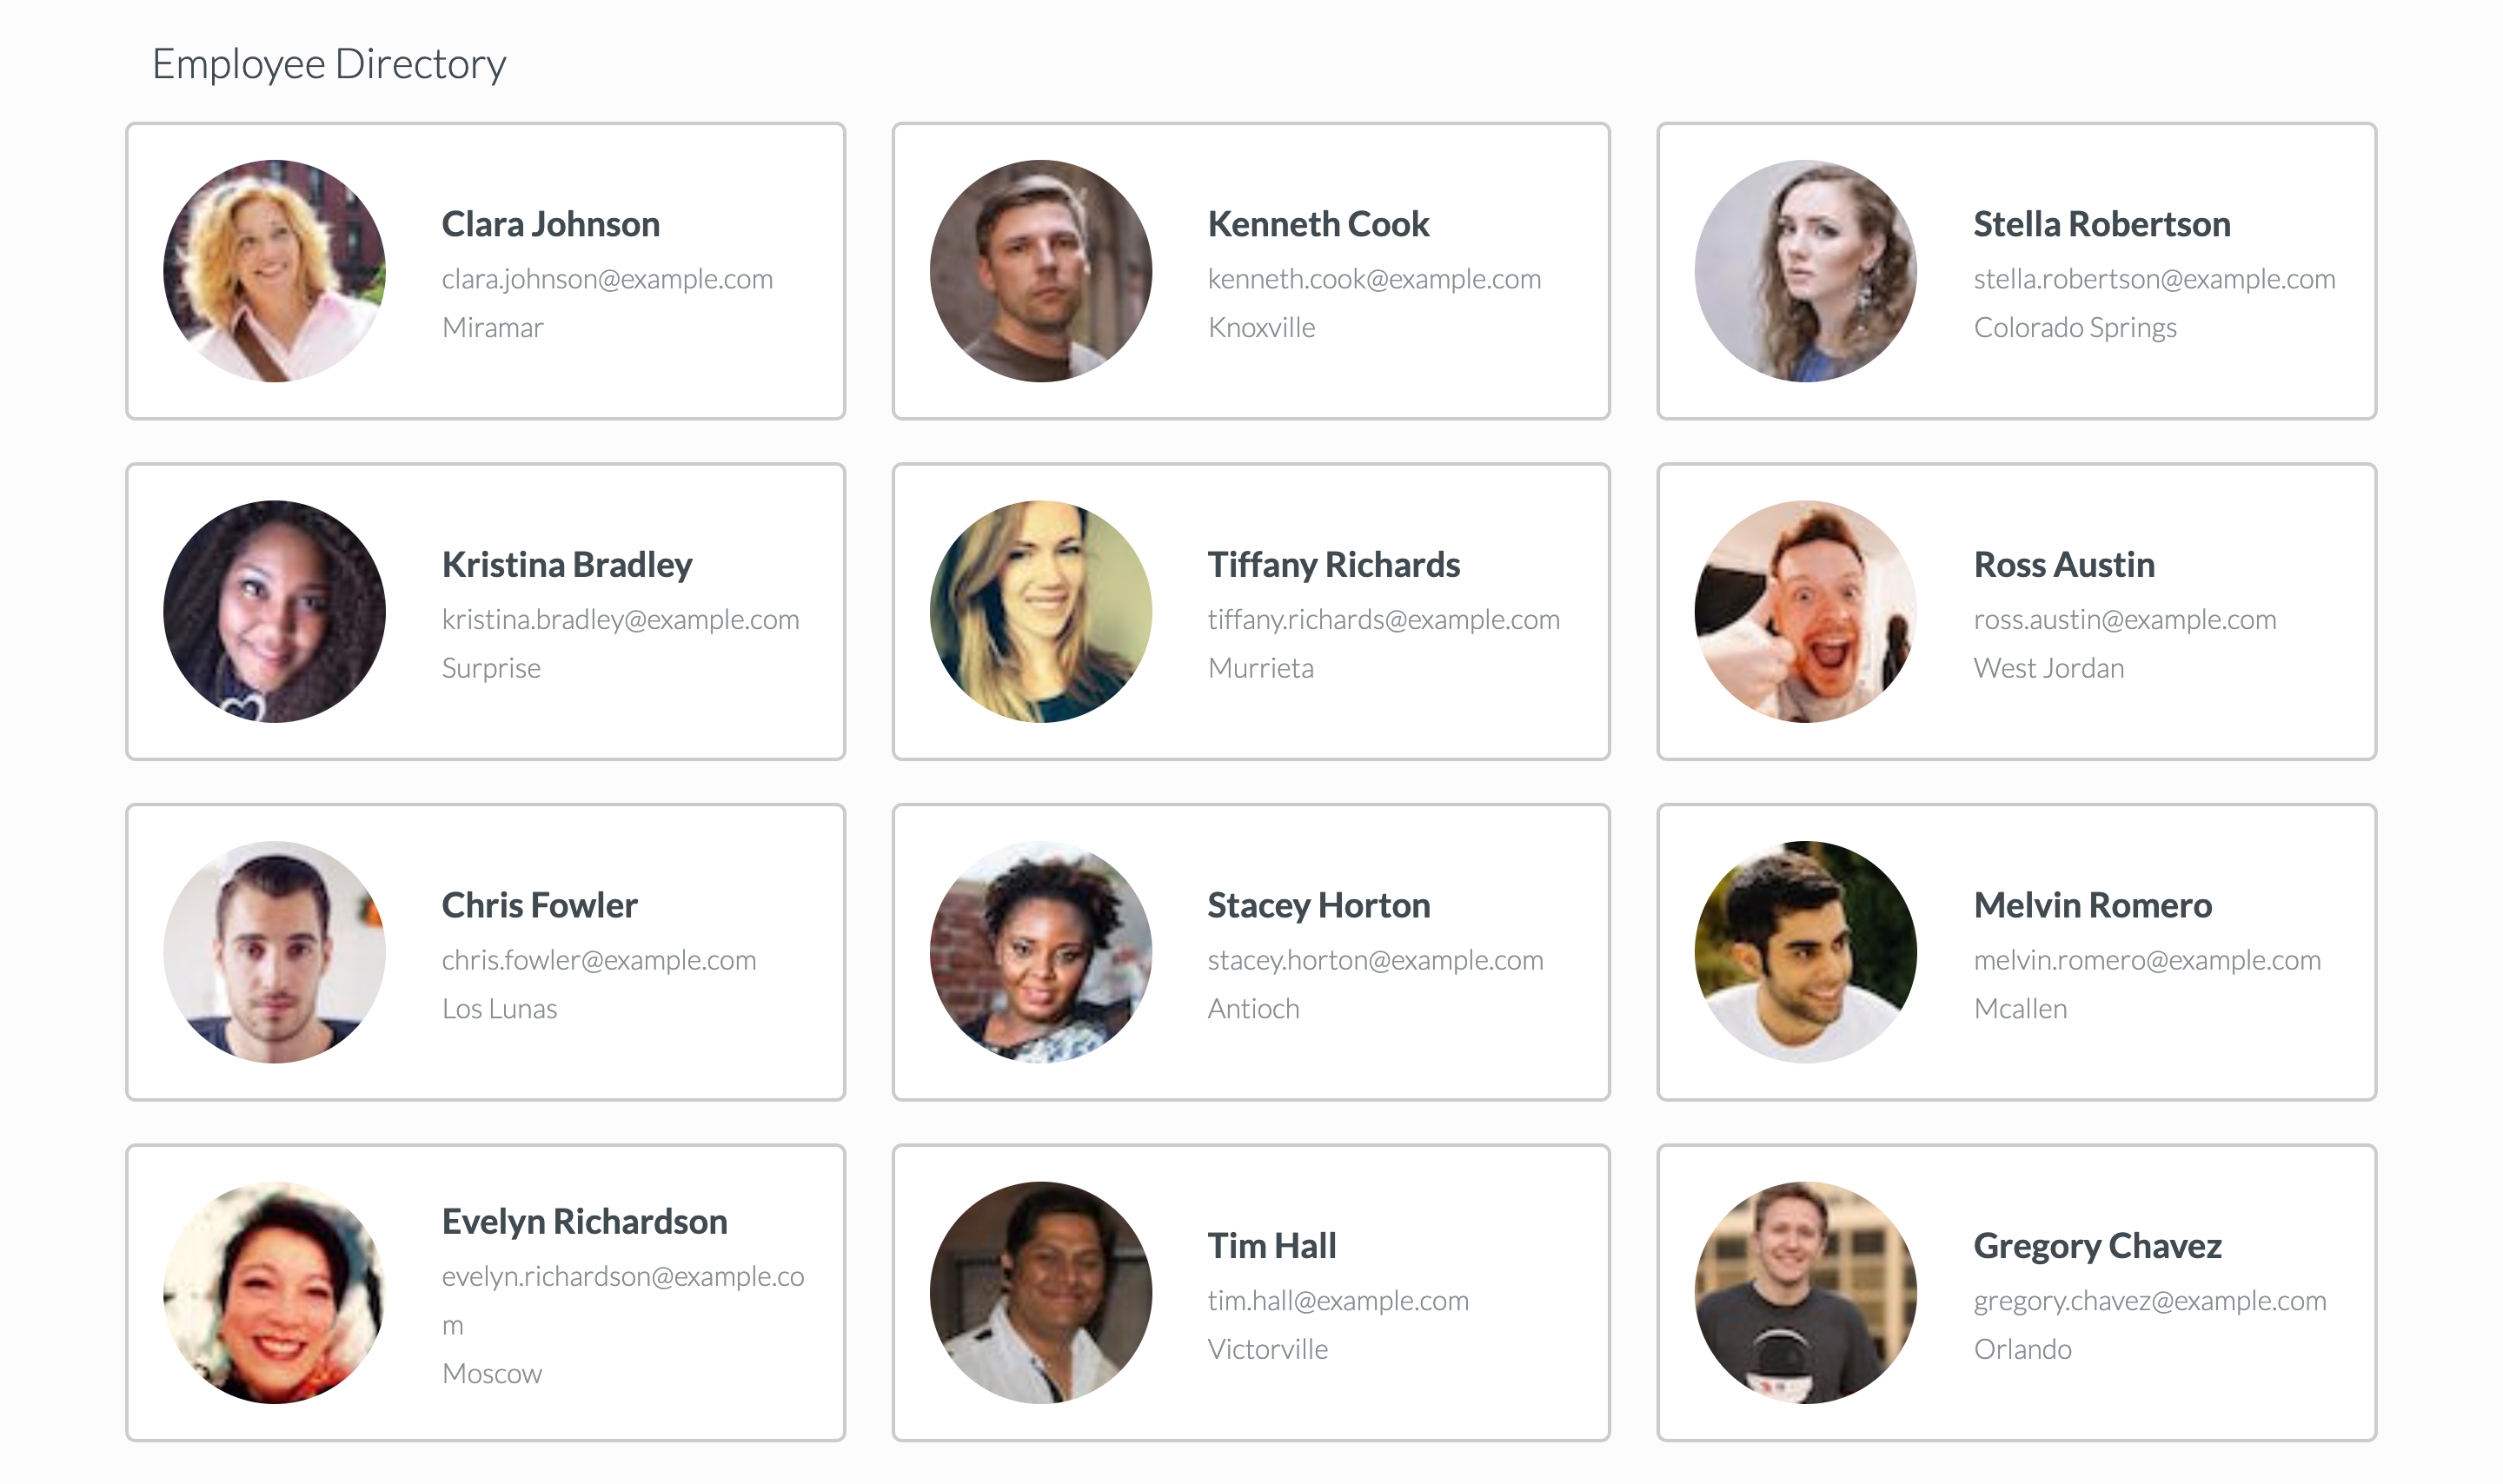 Employee Directory
Clara Johnson
clara.johnson@example.com
Miramar
Kenneth Cook
kenneth.cook@example.com
Knoxville
Stella Robertson
stella.robertson@example.com
Colorado Springs
Kristina Bradley
kristina.bradley@example.com
Surprise
Tiffany Richards
tiffany.richards@example.com
Murrieta
Ross Austin
ross.austin@example.com
West Jordan
Chris Fowler
chris.fowler@example.com
Los Lunas
Stacey Horton
stacey.horton@example.com
Antioch
Melvin Romero
melvin.romero@example.com
Mcallen
Evelyn Richardson
evelyn.richardson@example.co
m
Moscow
Tim Hall
tim.hall@example.com
Victorville
Gregory Chavez
gregory.chavez@example.com
Orlando